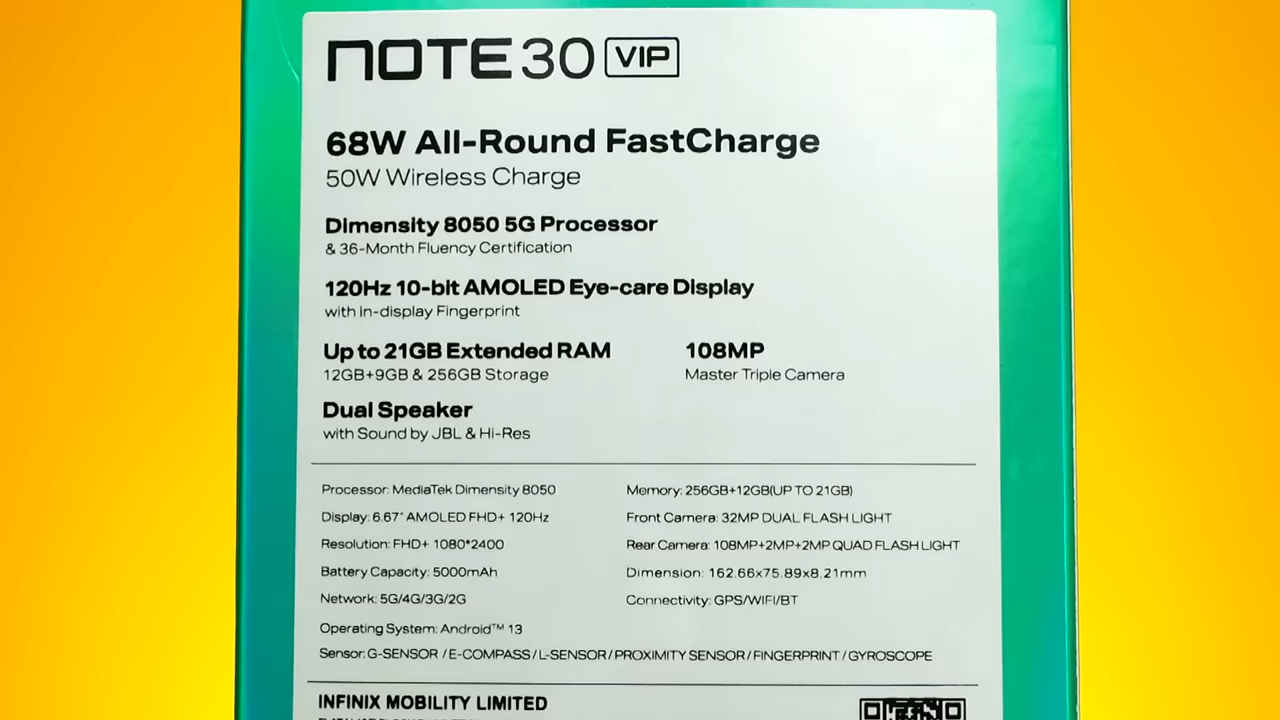 NOTE 30 VIP
68W All-Round FastCharge
50W Wireless Charge
Dimensity 8050 5G Processor
& 36-Month Fluency Certification
120Hz 10-bit AMOLED Eye-care Display
with in-display Fingerprint
Up to 21GB Extended RAM
12GB+9GB & 256GB Storage
108MP
Master Triple Camera
Dual Speaker
with Sound by JBL & Hi-Res
Processor: MediaTek Dimensity 8050
Display: 6.67" AMOLED FHD+ 120Hz
Resolution: FHD+ 1080*2400
Battery Capacity: 5000mAh
Network: 5G/4G/3G/2G
Operating System: Android™ 13
Memory: 256GB+12GB(UP TO 21GB)
Front Camera: 32MP DUAL FLASH LIGHT
Rear Camera: 108MP+2MP+2MP QUAD FLASH LIGHT
Dimension: 162.66x75.89x8.21mm
Connectivity: GPS/WIFI/BT
Sensor: G-SENSOR / E-COMPASS / L-SENSOR / PROXIMITY SENSOR / FINGERPRINT / GYROSCOPE
INFINIX MOBILITY LIMITED